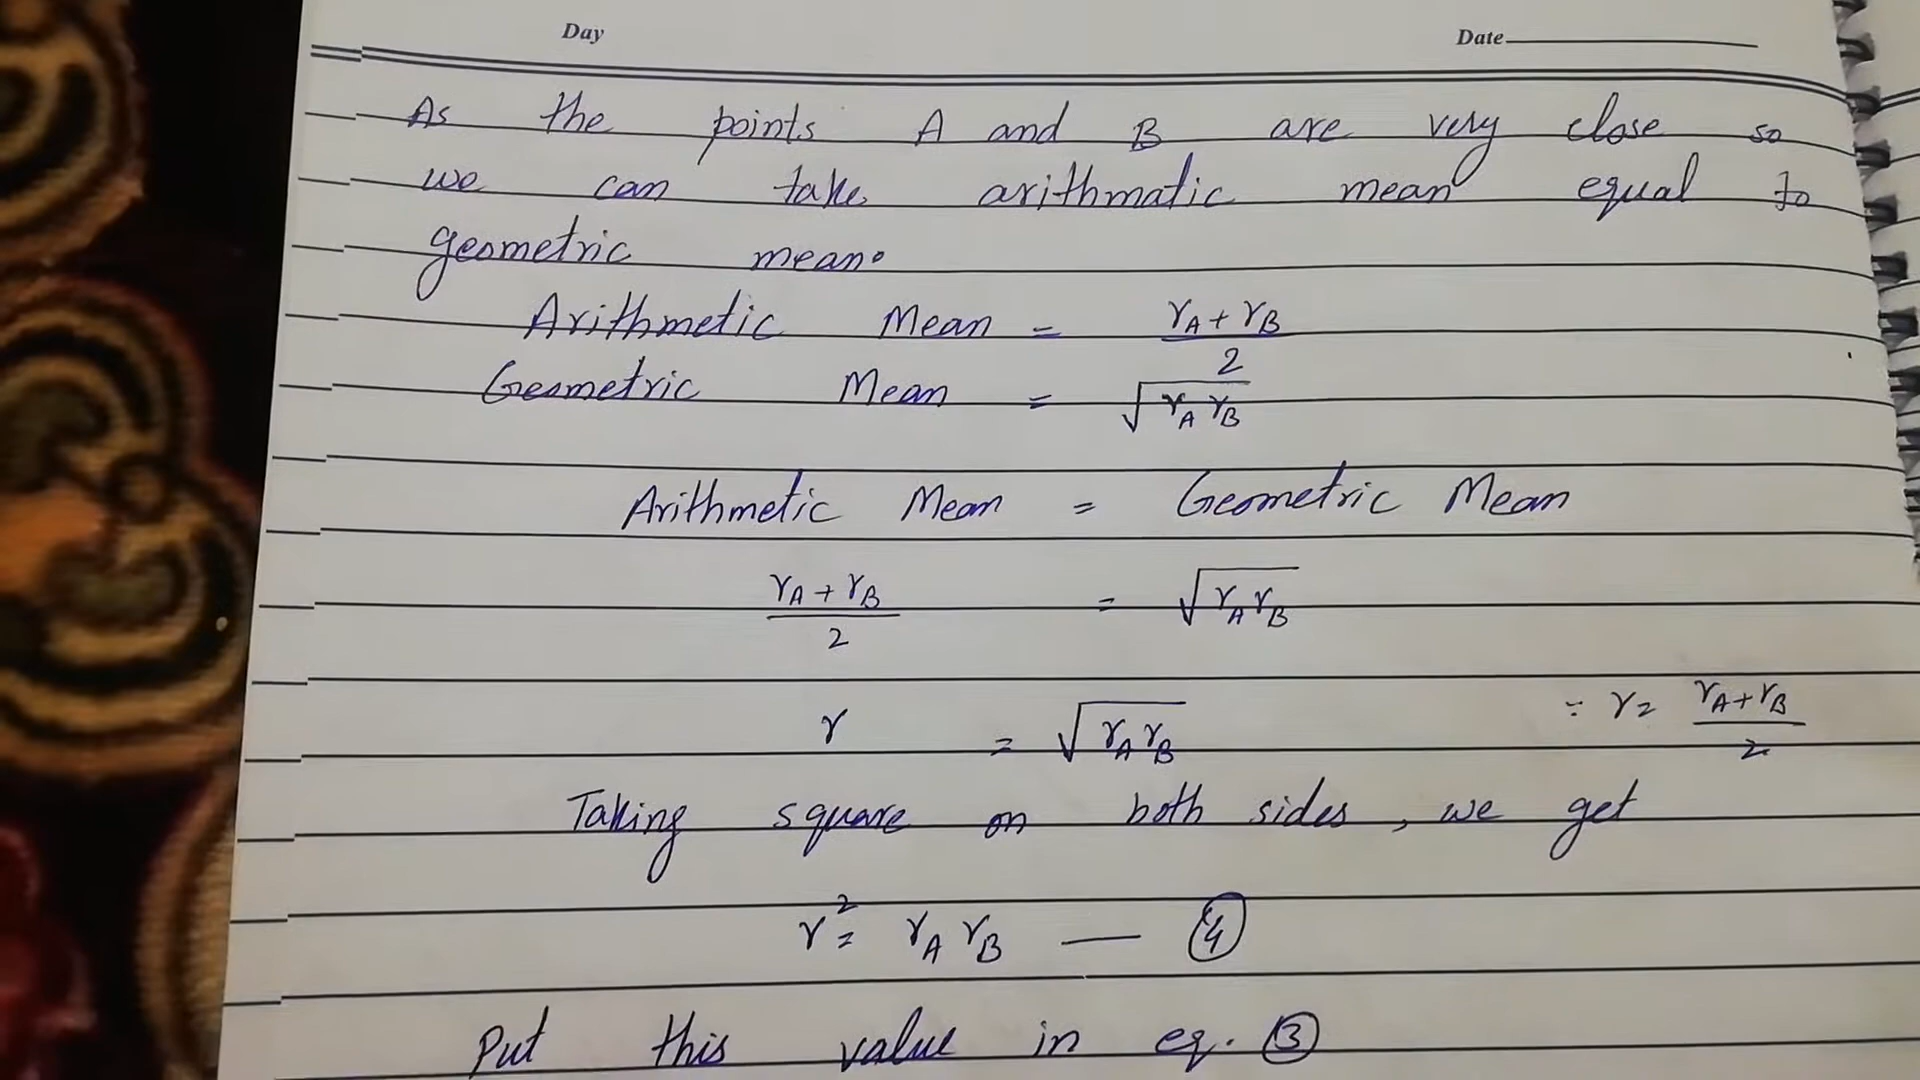 Day Date
As the points A and B are very close so
we can take arithmatic mean equal to
geometric mean.
Arithmetic Mean = rA + rB / 2
Geometric Mean = √rA rB
Arithmetic Mean = Geometric Mean
rA + rB / 2 = √rA rB
r = √rA rB ∵ r = rA + rB / 2
Taking square on both sides, we get
r² = rA rB — ④
Put this value in eq. ③